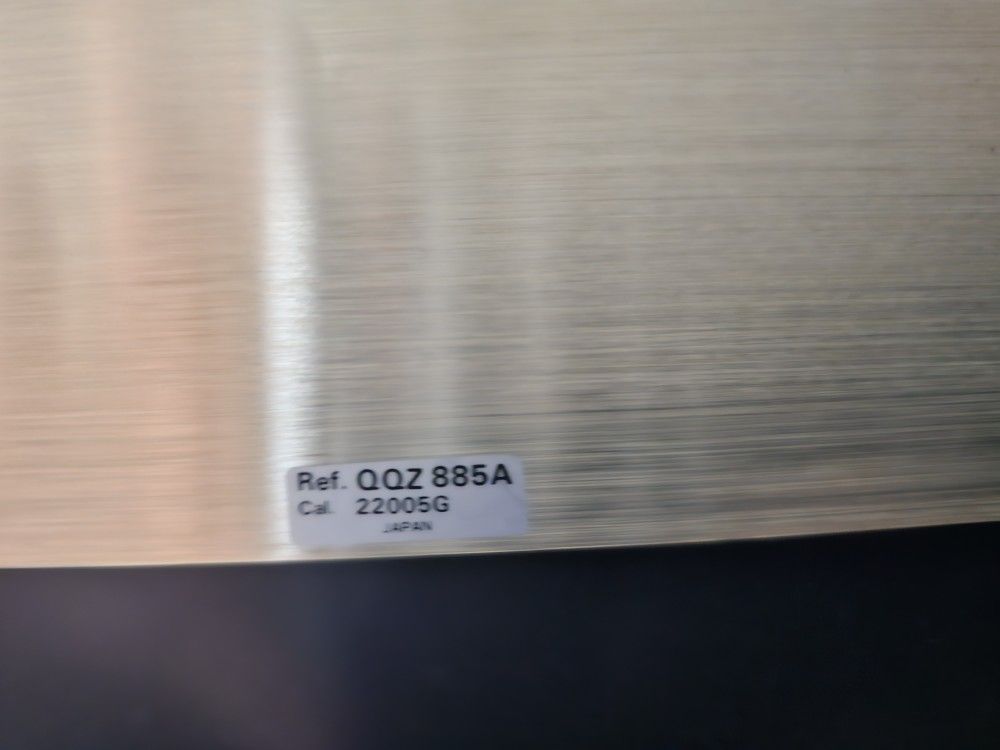 Ref. QQZ 885A
Cal. 22005G
JAPAN